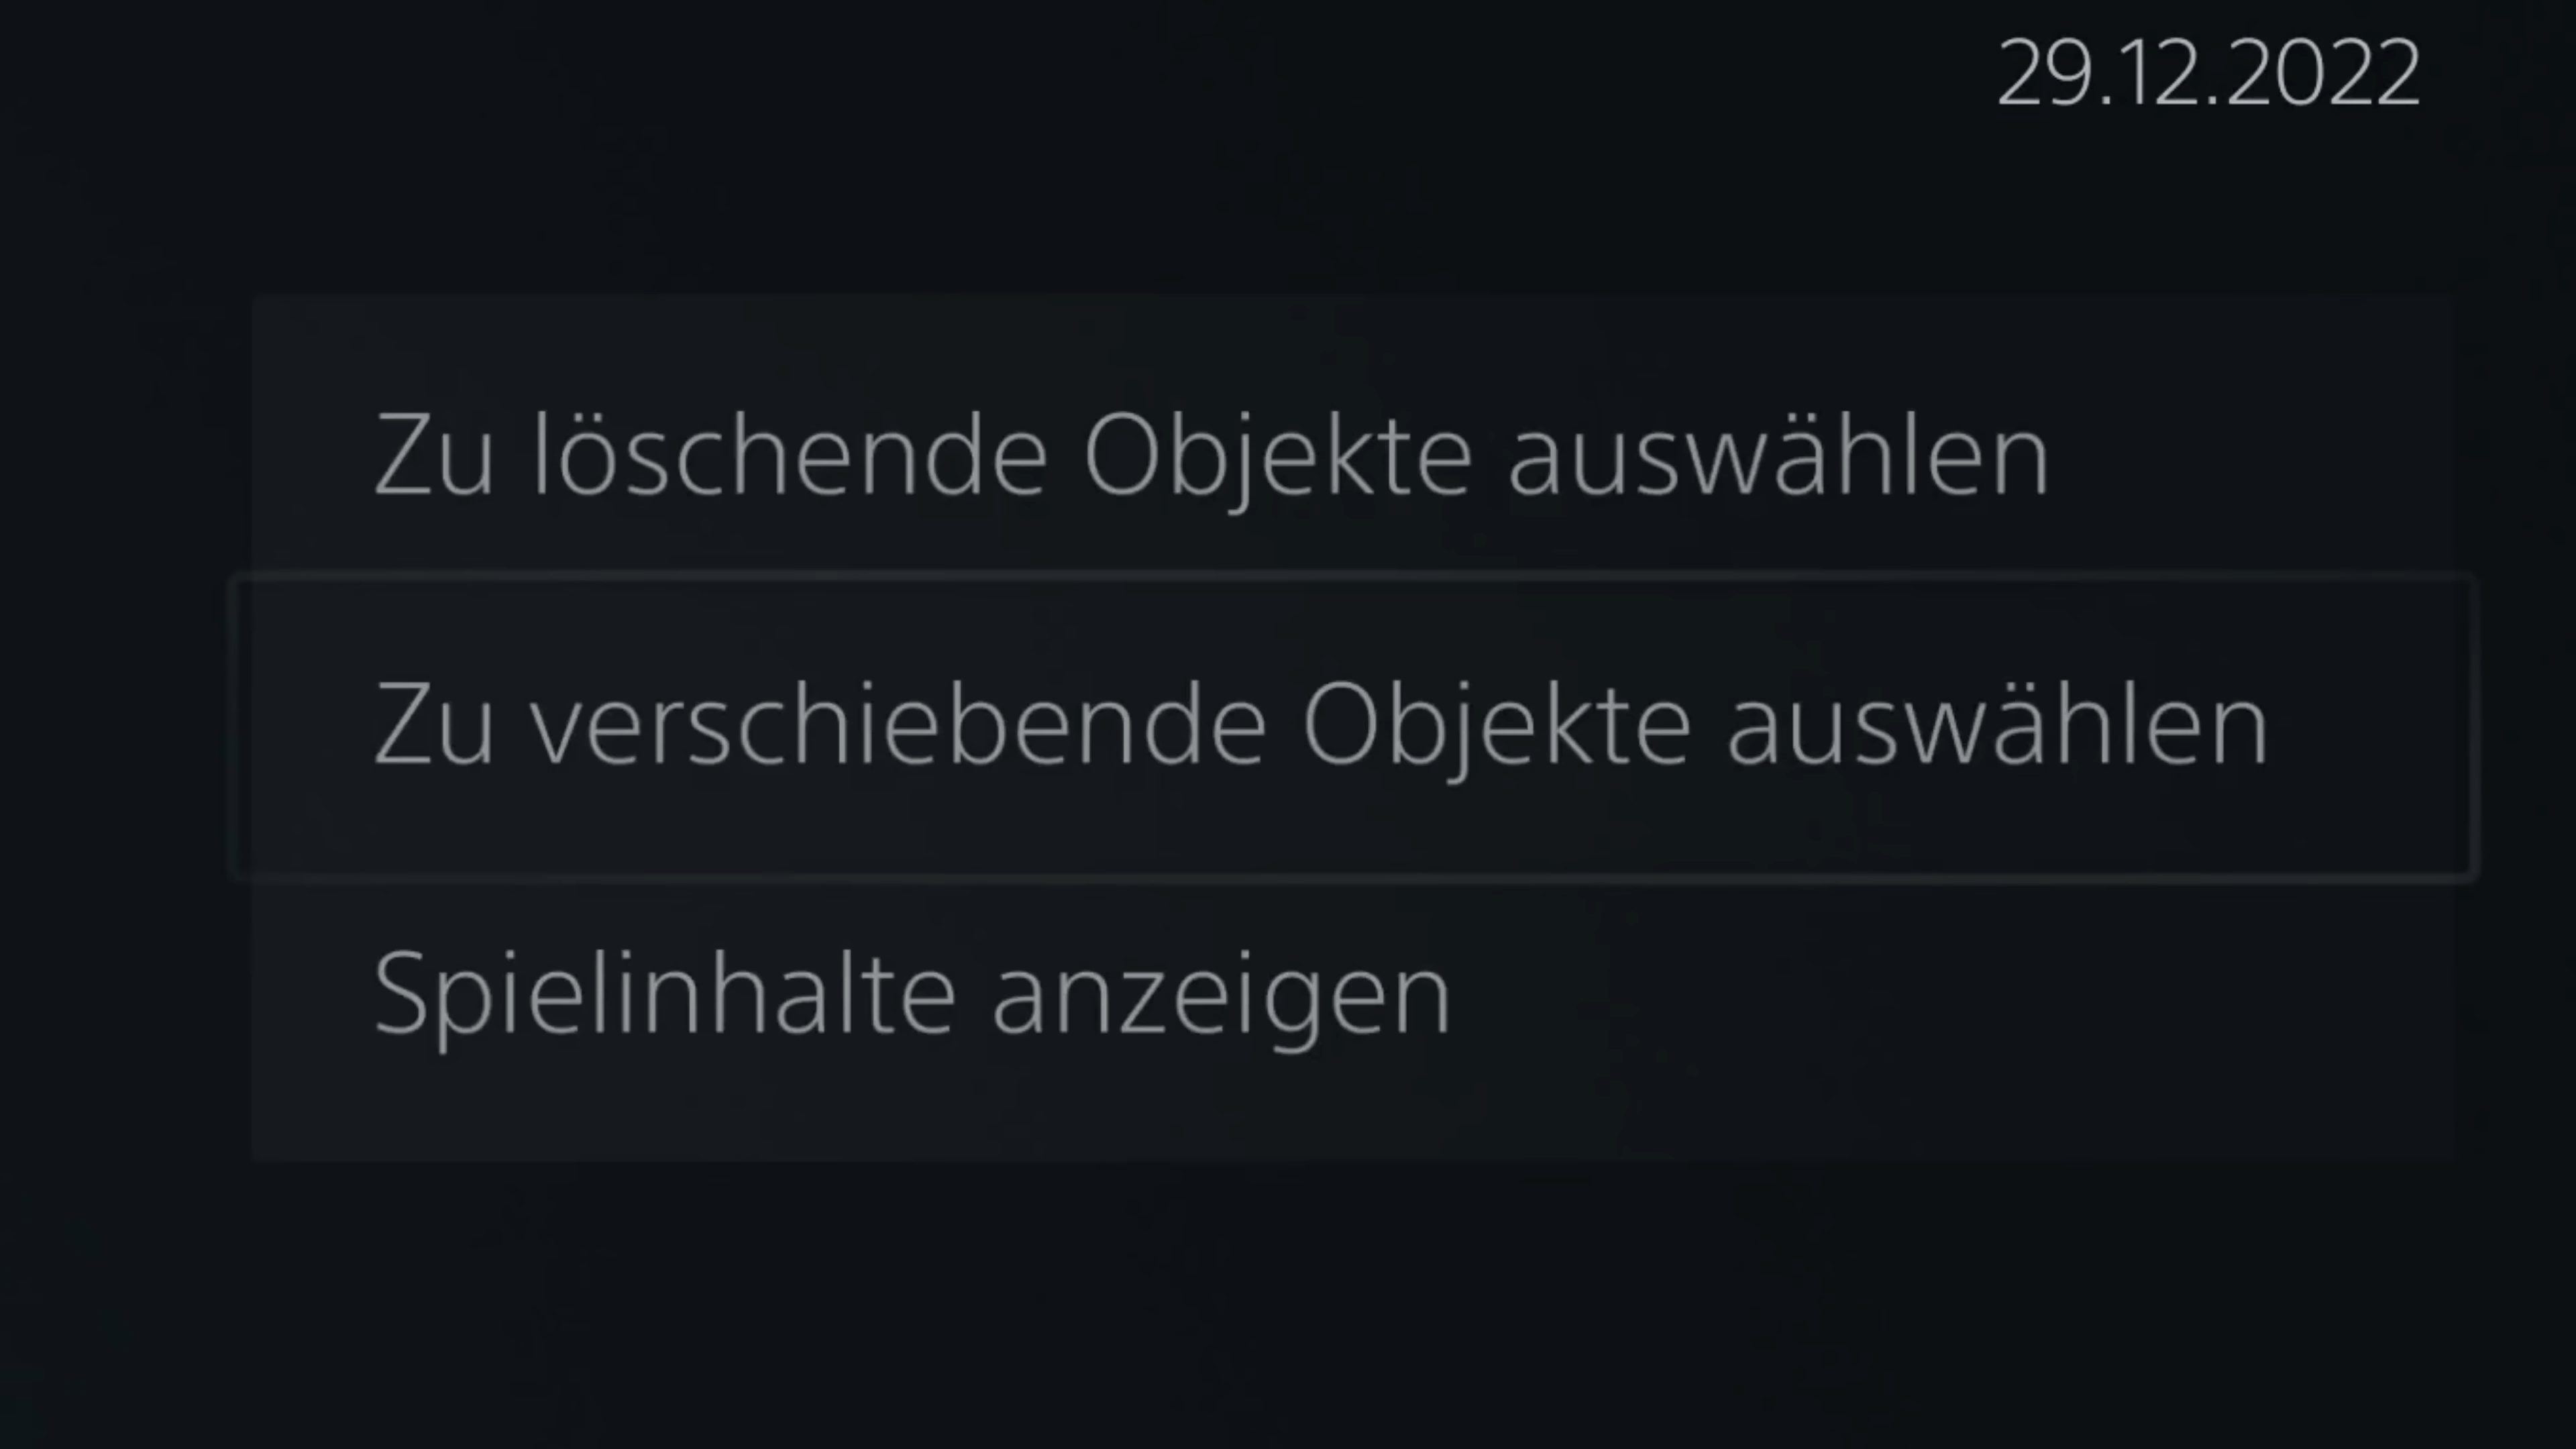 29.12.2022
Zu löschende Objekte auswählen
Zu verschiebende Objekte auswählen
Spielinhalte anzeigen